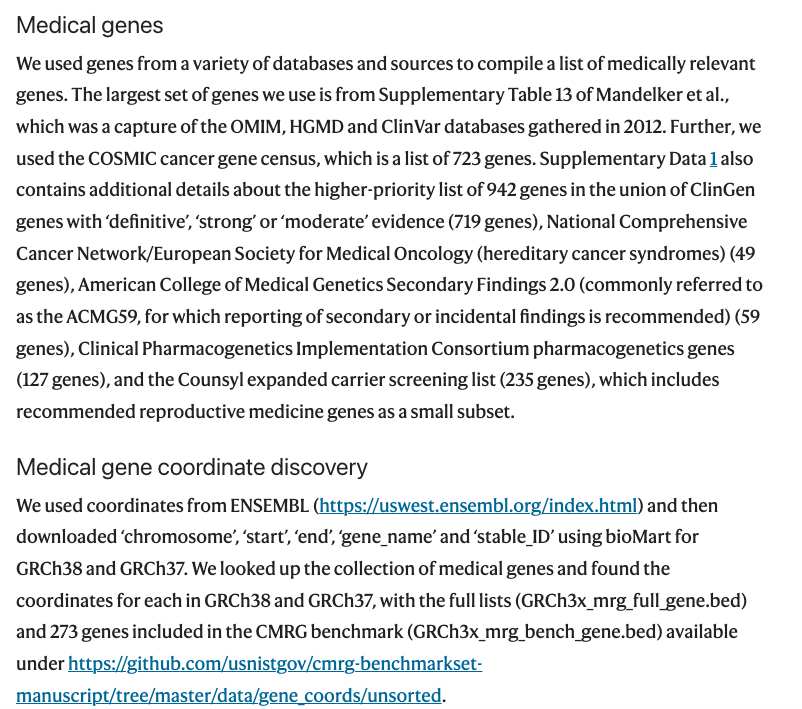 Medical genes
We used genes from a variety of databases and sources to compile a list of medically relevant
genes. The largest set of genes we use is from Supplementary Table 13 of Mandelker et al.,
which was a capture of the OMIM, HGMD and ClinVar databases gathered in 2012. Further, we
used the COSMIC cancer gene census, which is a list of 723 genes. Supplementary Data 1 also
contains additional details about the higher-priority list of 942 genes in the union of ClinGen
genes with ‘definitive’, ‘strong’ or ‘moderate’ evidence (719 genes), National Comprehensive
Cancer Network/European Society for Medical Oncology (hereditary cancer syndromes) (49
genes), American College of Medical Genetics Secondary Findings 2.0 (commonly referred to
as the ACMG59, for which reporting of secondary or incidental findings is recommended) (59
genes), Clinical Pharmacogenetics Implementation Consortium pharmacogenetics genes
(127 genes), and the Counsyl expanded carrier screening list (235 genes), which includes
recommended reproductive medicine genes as a small subset.
Medical gene coordinate discovery
We used coordinates from ENSEMBL (https://uswest.ensembl.org/index.html) and then
downloaded ‘chromosome’, ‘start’, ‘end’, ‘gene_name’ and ‘stable_ID’ using bioMart for
GRCh38 and GRCh37. We looked up the collection of medical genes and found the
coordinates for each in GRCh38 and GRCh37, with the full lists (GRCh3x_mrg_full_gene.bed)
and 273 genes included in the CMRG benchmark (GRCh3x_mrg_bench_gene.bed) available
under https://github.com/usnistgov/cmrg-benchmarkset-
manuscript/tree/master/data/gene_coords/unsorted.